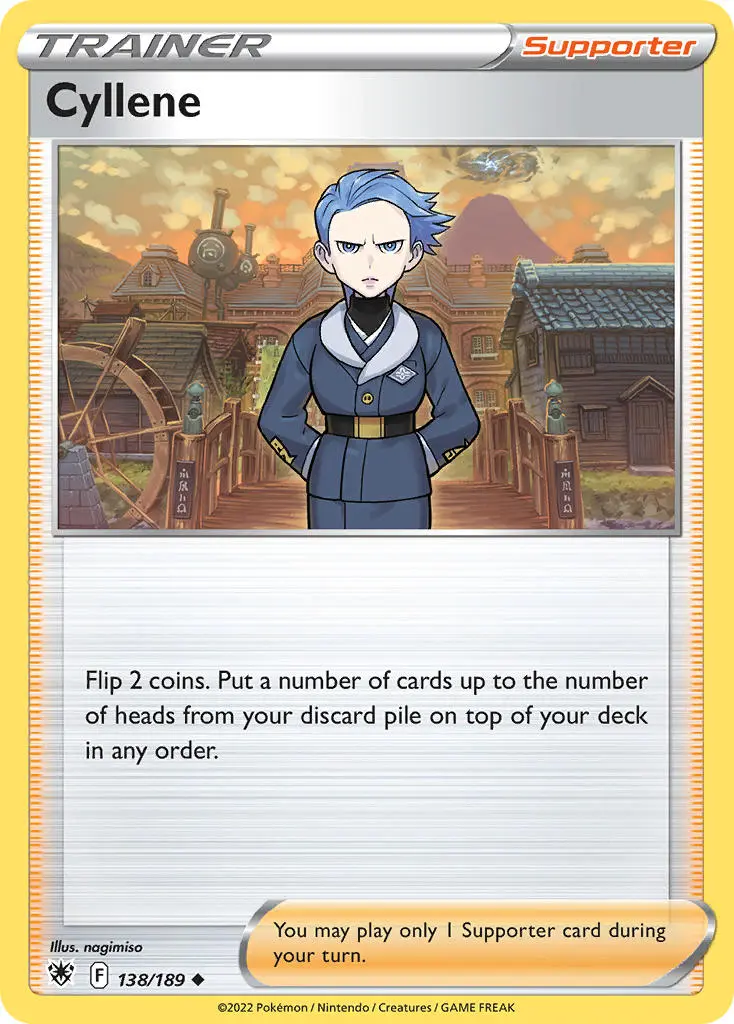 TRAINER
Supporter
Cyllene
Flip 2 coins. Put a number of cards up to the number
of heads from your discard pile on top of your deck
in any order.
You may play only 1 Supporter card during
your turn.
Illus. nagimiso
F 138/189
©2022 Pokémon / Nintendo / Creatures / GAME FREAK